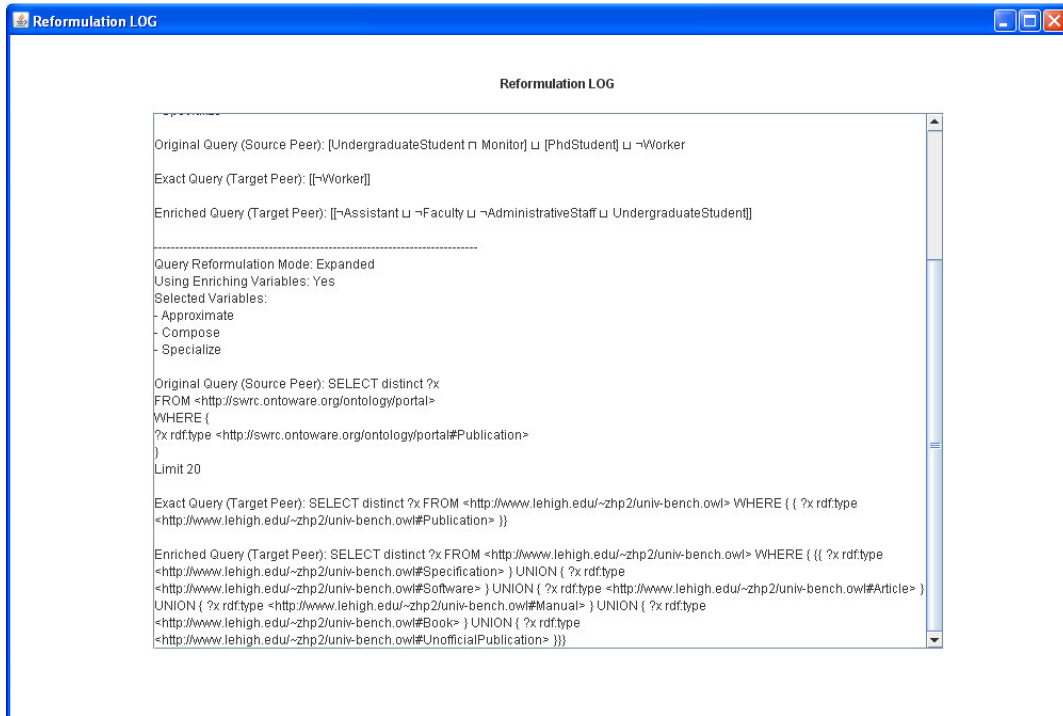 Reformulation LOG
Reformulation LOG
Original Query (Source Peer): [UndergraduateStudent ⊓ Monitor] ⊔ [PhdStudent] ⊔ ¬Worker
Exact Query (Target Peer): [[¬Worker]]
Enriched Query (Target Peer): [[¬Assistant ⊔ ¬Faculty ⊔ ¬AdministrativeStaff ⊔ UndergraduateStudent]]
------------------------------------------------------------------------------
Query Reformulation Mode: Expanded
Using Enriching Variables: Yes
Selected Variables:
- Approximate
- Compose
- Specialize
Original Query (Source Peer): SELECT distinct ?x
FROM <http://swrc.ontoware.org/ontology/portal>
WHERE {
?x rdf:type <http://swrc.ontoware.org/ontology/portal#Publication>
}
Limit 20
Exact Query (Target Peer): SELECT distinct ?x FROM <http://www.lehigh.edu/~zhp2/univ-bench.owl> WHERE { { ?x rdf:type
<http://www.lehigh.edu/~zhp2/univ-bench.owl#Publication> }}
Enriched Query (Target Peer): SELECT distinct ?x FROM <http://www.lehigh.edu/~zhp2/univ-bench.owl> WHERE { {{ ?x rdf:type
<http://www.lehigh.edu/~zhp2/univ-bench.owl#Specification> } UNION { ?x rdf:type
<http://www.lehigh.edu/~zhp2/univ-bench.owl#Software> } UNION { ?x rdf:type <http://www.lehigh.edu/~zhp2/univ-bench.owl#Article> }
UNION { ?x rdf:type <http://www.lehigh.edu/~zhp2/univ-bench.owl#Manual> } UNION { ?x rdf:type
<http://www.lehigh.edu/~zhp2/univ-bench.owl#Book> } UNION { ?x rdf:type
<http://www.lehigh.edu/~zhp2/univ-bench.owl#UnofficialPublication> }}}